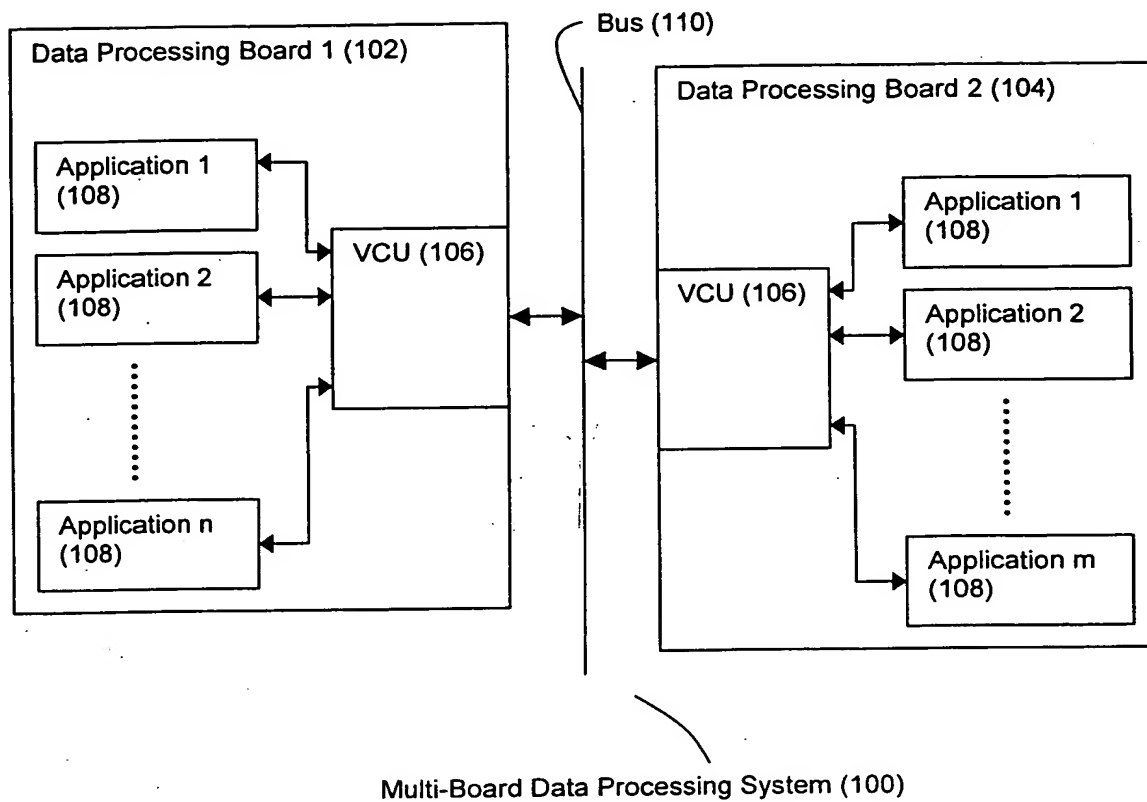 Bus (110)
Data Processing Board 1 (102)
Application 1
(108)
Application 2
(108)
Application n
(108)
VCU (106)
Data Processing Board 2 (104)
VCU (106)
Application 1
(108)
Application 2
(108)
Application m
(108)
Multi-Board Data Processing System (100)